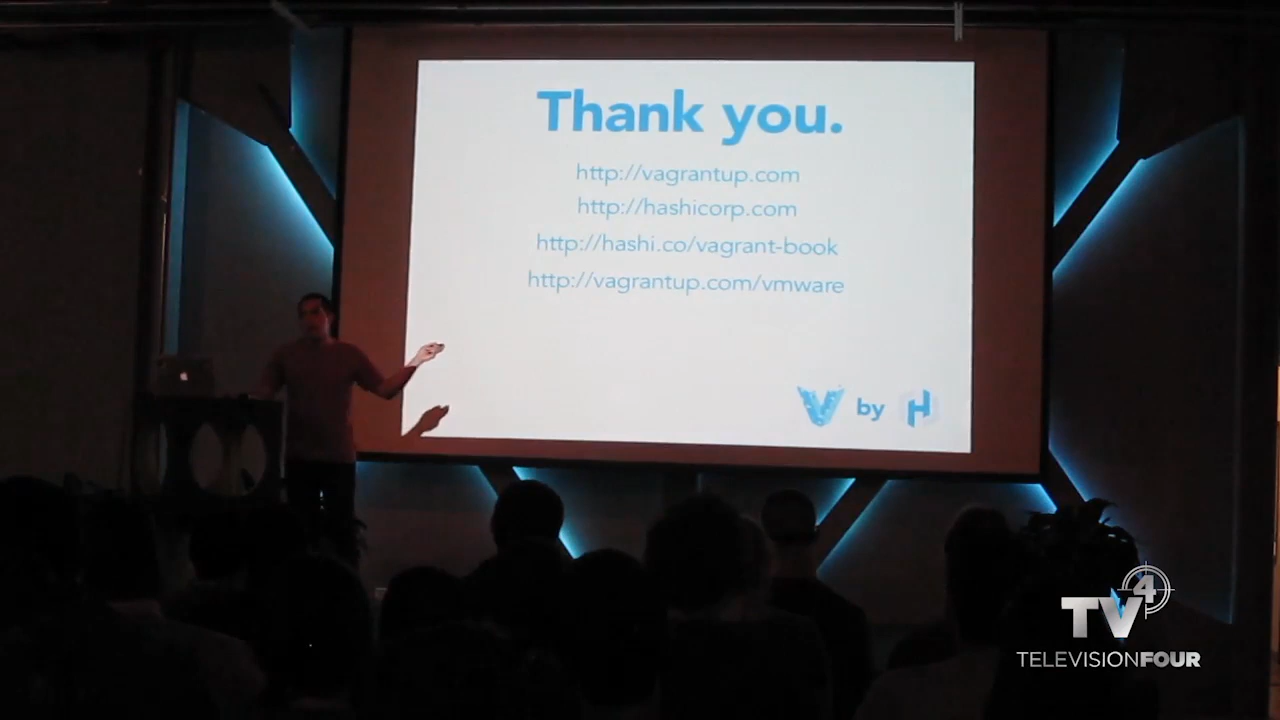 Thank you.
http://vagrantup.com
http://hashicorp.com
http://hashi.co/vagrant-book
http://vagrantup.com/vmware
V by H
TV4
TELEVISIONFOUR